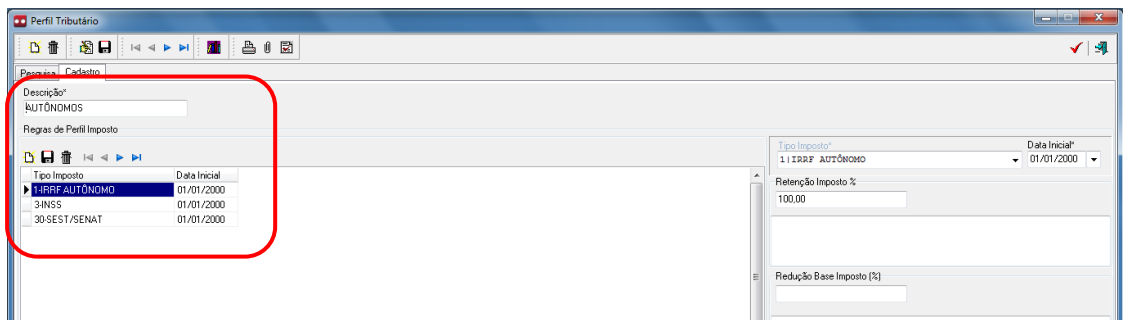 Perfil Tributário
Pesquisa Cadastro
Descrição*
AUTÔNOMOS
Regras de Perfil Imposto
Tipo Imposto Data Inicial
1-IRRF AUTÔNOMO 01/01/2000
3-INSS 01/01/2000
30-SEST/SENAT 01/01/2000
Tipo Imposto* Data Inicial*
1|IRRF AUTÔNOMO 01/01/2000
Retenção Imposto %
100,00
Redução Base Imposto (%)